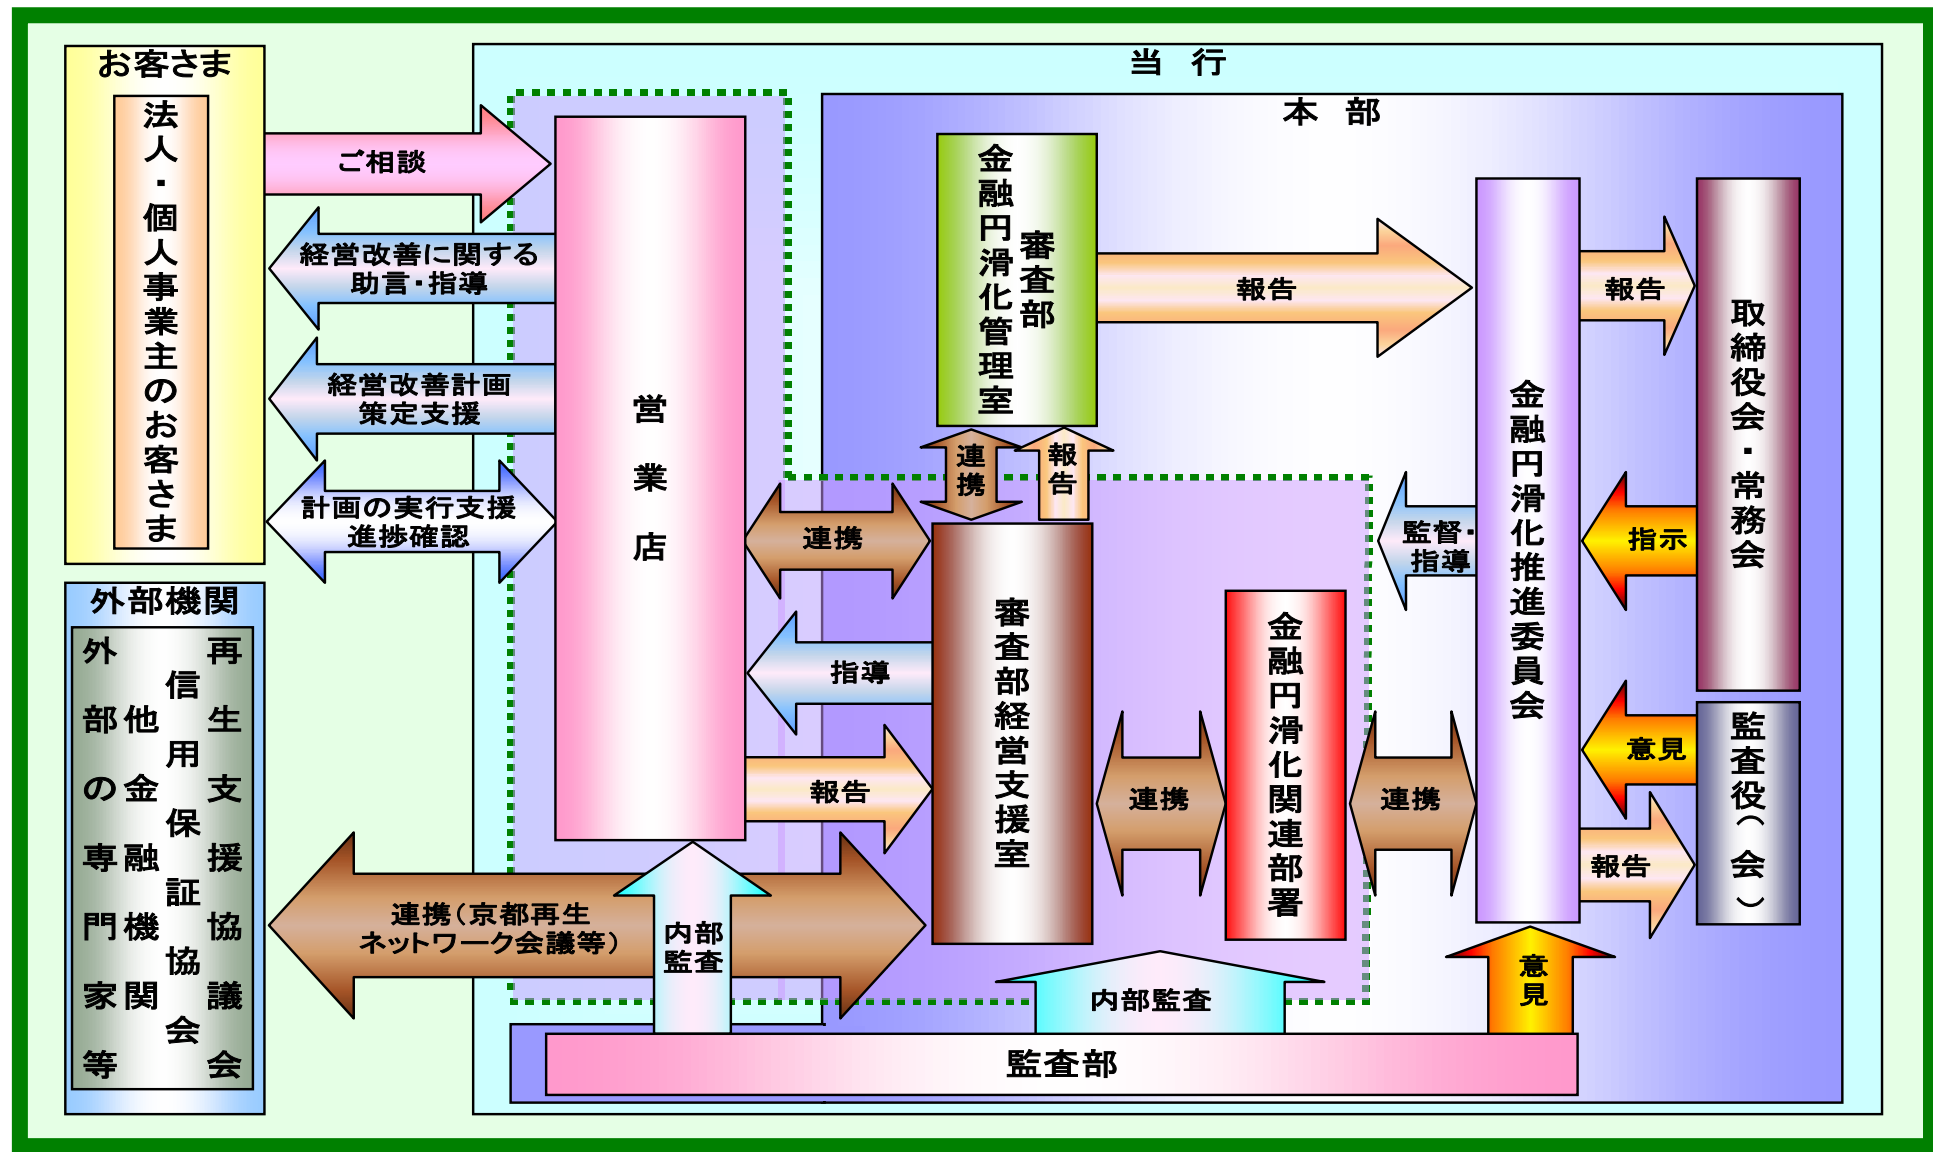 お客さま
法人・個人事業主のお客さま
外部機関
再生支援協議会
信用保証協会
他金融機関
外部の専門家等
当　行
本　部
ご相談
経営改善に関する
助言・指導
経営改善計画
策定支援
計画の実行支援
進捗確認
連携（京都再生
ネットワーク会議等）
営業店
審査部
金融円滑化管理室
連携
報告
連携
指導
報告
審査部経営支援室
連携
金融円滑化関連部署
連携
報告
監督・
指導
金融円滑化推進委員会
報告
指示
意見
報告
取締役会・常務会
監査役（会）
内部
監査
内部監査
意
見
監査部